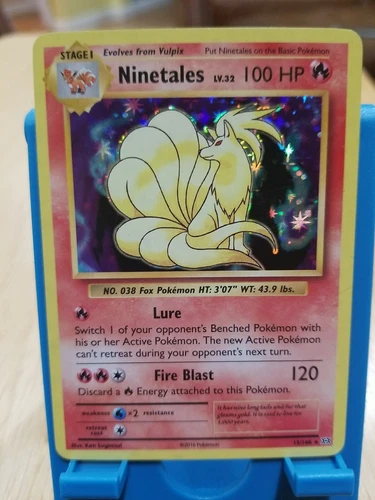 STAGE 1 Evolves from Vulpix Put Ninetales on the Basic Pokémon
Ninetales LV.32 100 HP
NO. 038 Fox Pokémon HT: 3'07" WT: 43.9 lbs.
Lure
Switch 1 of your opponent's Benched Pokémon with
his or her Active Pokémon. The new Active Pokémon
can't retreat during your opponent's next turn.
Fire Blast 120
Discard a Energy attached to this Pokémon.
weakness ×2 resistance
retreat
cost
It has nine long tails and fur that
gleams gold. It is said to live for
1,000 years.
Illus. Ken Sugimori
©2016 Pokémon
15/108